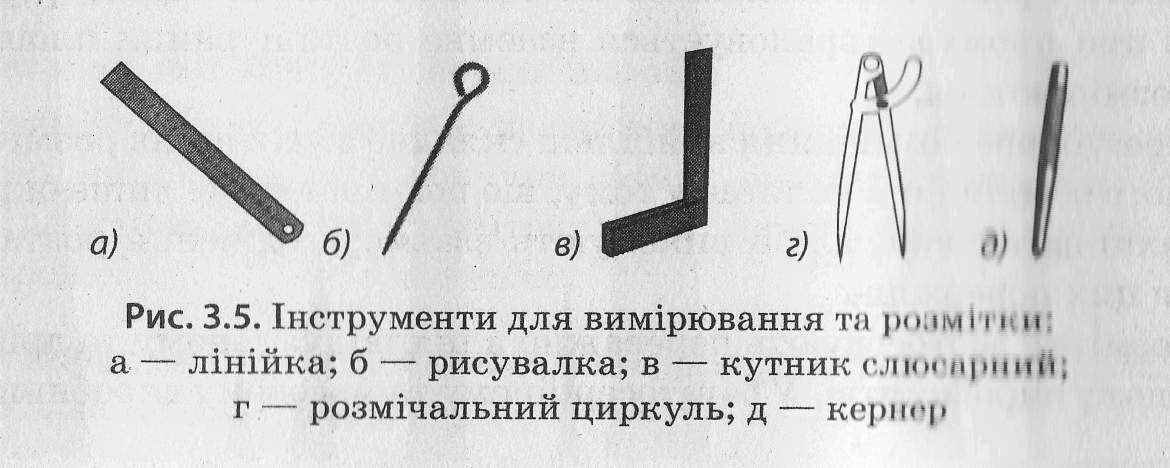 а) б) в) г) д)
Рис. 3.5. Інструменти для вимірювання та розмітки:
а — лінійка; б — рисувалка; в — кутник слюсарний;
г — розмічальний циркуль; д — кернер